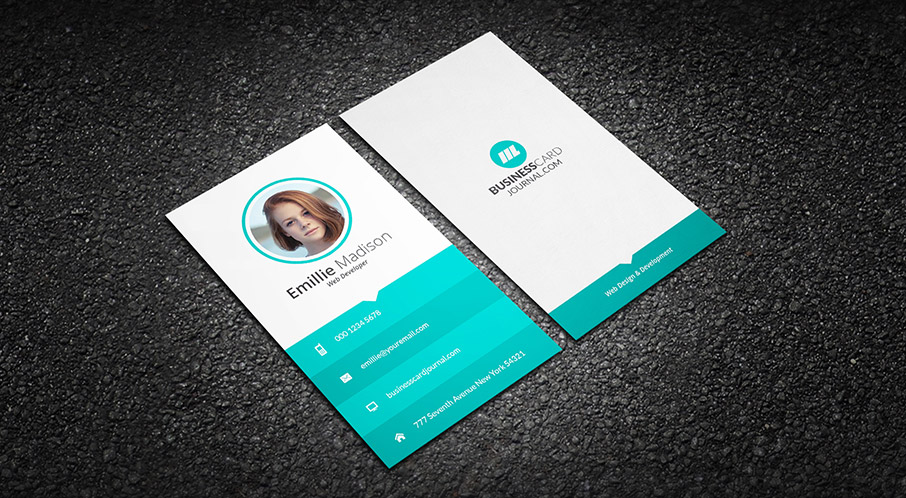 Emillie Madison
Web Developer
000 1234 5678
emillie@youremail.com
businesscardjournal.com
777 Seventh Avenue New York 54321
BUSINESSCARD
JOURNAL.COM
Web Design & Development